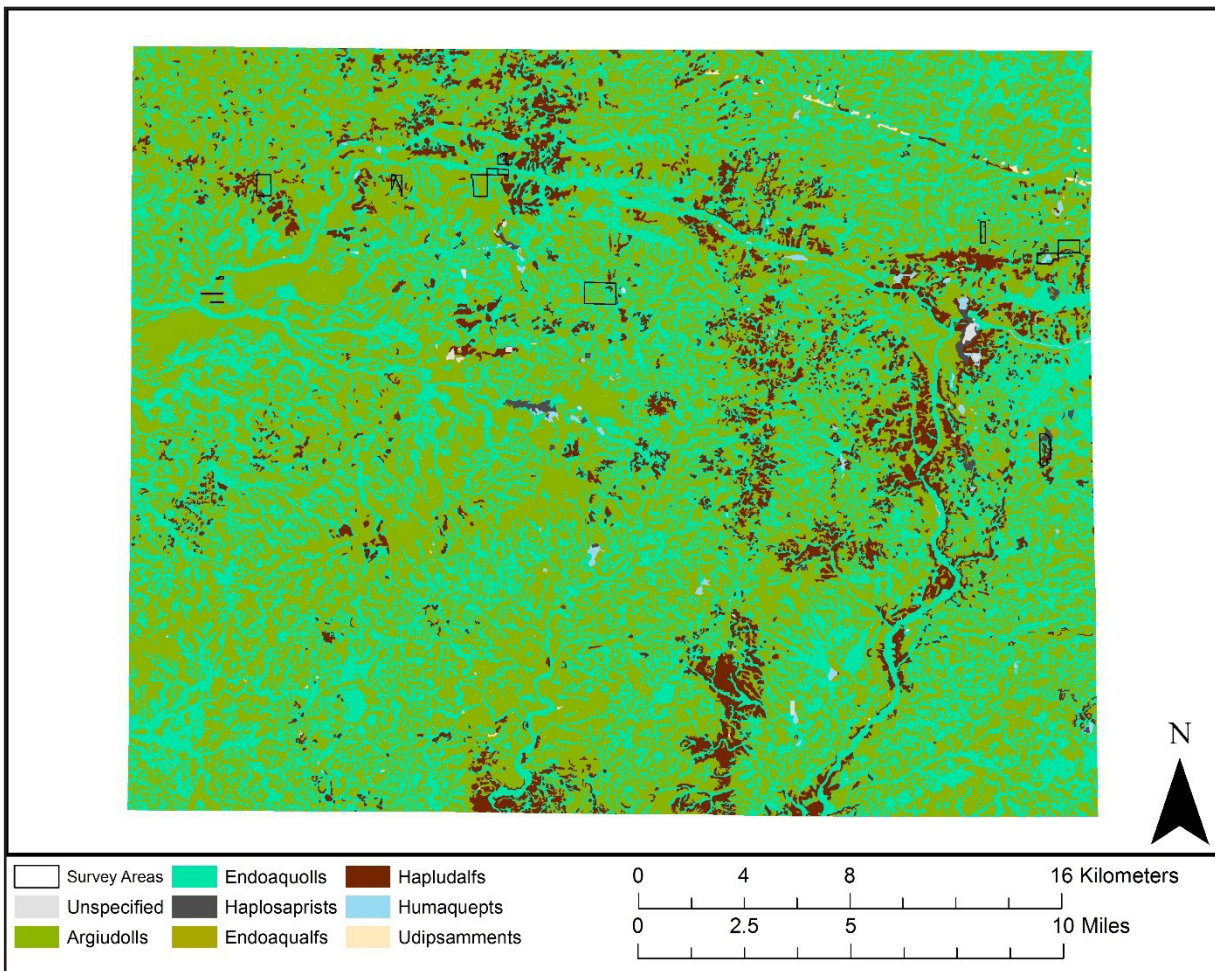 N
Survey Areas Endoaquolls Hapludalfs
Unspecified Haplosaprists Humaquepts
Argiudolls Endoaqualfs Udipsamments
0 4 8 16 Kilometers
0 2.5 5 10 Miles